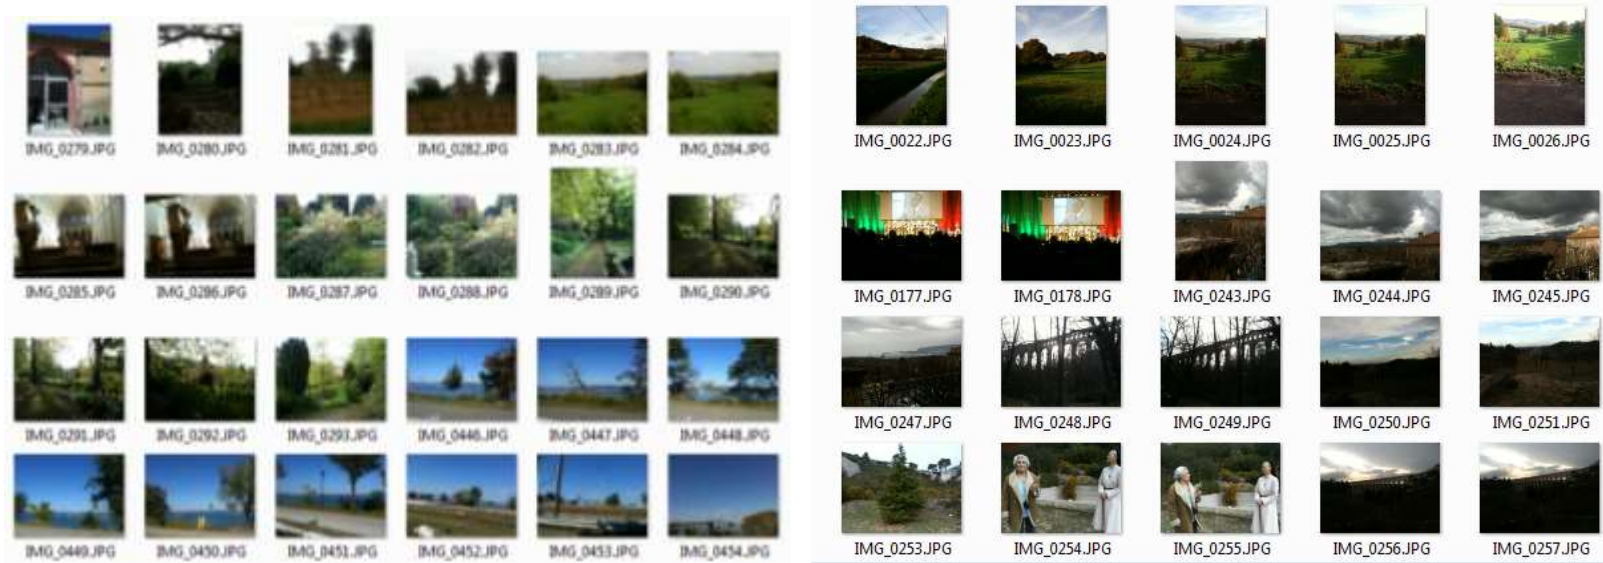 IMG_0279.JPG IMG_0280.JPG IMG_0281.JPG IMG_0282.JPG IMG_0283.JPG IMG_0284.JPG
IMG_0285.JPG IMG_0286.JPG IMG_0287.JPG IMG_0288.JPG IMG_0289.JPG IMG_0290.JPG
IMG_0291.JPG IMG_0292.JPG IMG_0293.JPG IMG_0446.JPG IMG_0447.JPG IMG_0448.JPG
IMG_0449.JPG IMG_0450.JPG IMG_0451.JPG IMG_0452.JPG IMG_0453.JPG IMG_0454.JPG
IMG_0022.JPG IMG_0023.JPG IMG_0024.JPG IMG_0025.JPG IMG_0026.JPG
IMG_0177.JPG IMG_0178.JPG IMG_0243.JPG IMG_0244.JPG IMG_0245.JPG
IMG_0247.JPG IMG_0248.JPG IMG_0249.JPG IMG_0250.JPG IMG_0251.JPG
IMG_0253.JPG IMG_0254.JPG IMG_0255.JPG IMG_0256.JPG IMG_0257.JPG